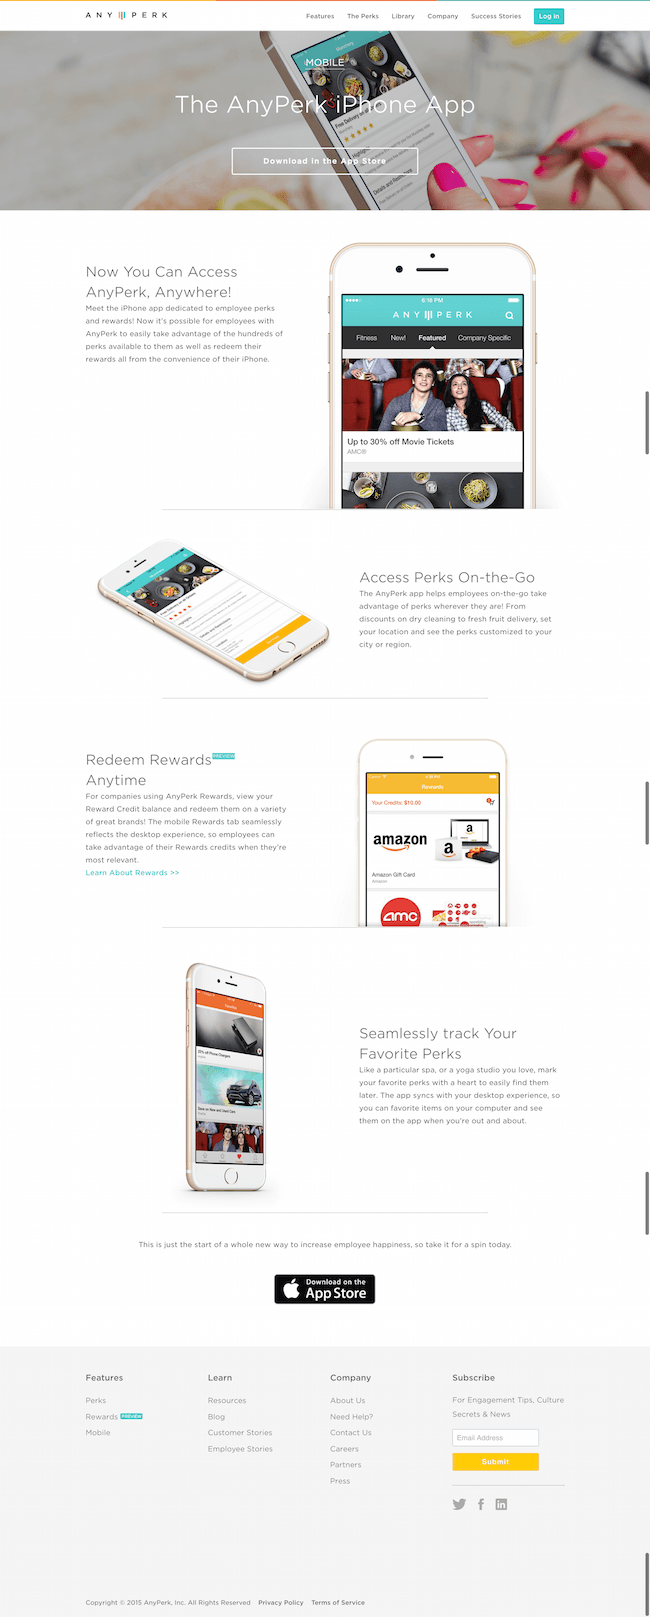 ANYPERK
Features The Perks Library Company Success Stories Log In
MOBILE
The AnyPerk iPhone App
Download in the App Store
Now You Can Access
AnyPerk, Anywhere!
Meet the iPhone app dedicated to employee perks
and rewards! Now it's possible for employees with
AnyPerk to easily take advantage of the hundreds of
perks available to them as well as redeem their
rewards all from the convenience of their iPhone.
6:18 PM
ANYPERK
Fitness New! Featured Company Specific
Up to 30% off Movie Tickets
AMC®
Access Perks On-the-Go
The AnyPerk app helps employees on-the-go take
advantage of perks wherever they are! From
discounts on dry cleaning to fresh fruit delivery, set
your location and see the perks customized to your
city or region.
Redeem Rewards PREVIEW
Anytime
For companies using AnyPerk Rewards, view your
Reward Credit balance and redeem them on a variety
of great brands! The mobile Rewards tab seamlessly
reflects the desktop experience, so employees can
take advantage of their Rewards credits when they're
most relevant.
Learn About Rewards >>
Rewards
Your Credits: $10.00
amazon
Amazon Gift Card
Amazon
amc
Seamlessly track Your
Favorite Perks
Like a particular spa, or a yoga studio you love, mark
your favorite perks with a heart to easily find them
later. The app syncs with your desktop experience, so
you can favorite items on your computer and see
them on the app when you're out and about.
This is just the start of a whole new way to increase employee happiness, so take it for a spin today.
Download on the
App Store
Features
Perks
Rewards PREVIEW
Mobile
Learn
Resources
Blog
Customer Stories
Employee Stories
Company
About Us
Need Help?
Contact Us
Careers
Partners
Press
Subscribe
For Engagement Tips, Culture
Secrets & News
Email Address
Submit
Copyright © 2015 AnyPerk, Inc. All Rights Reserved Privacy Policy Terms of Service